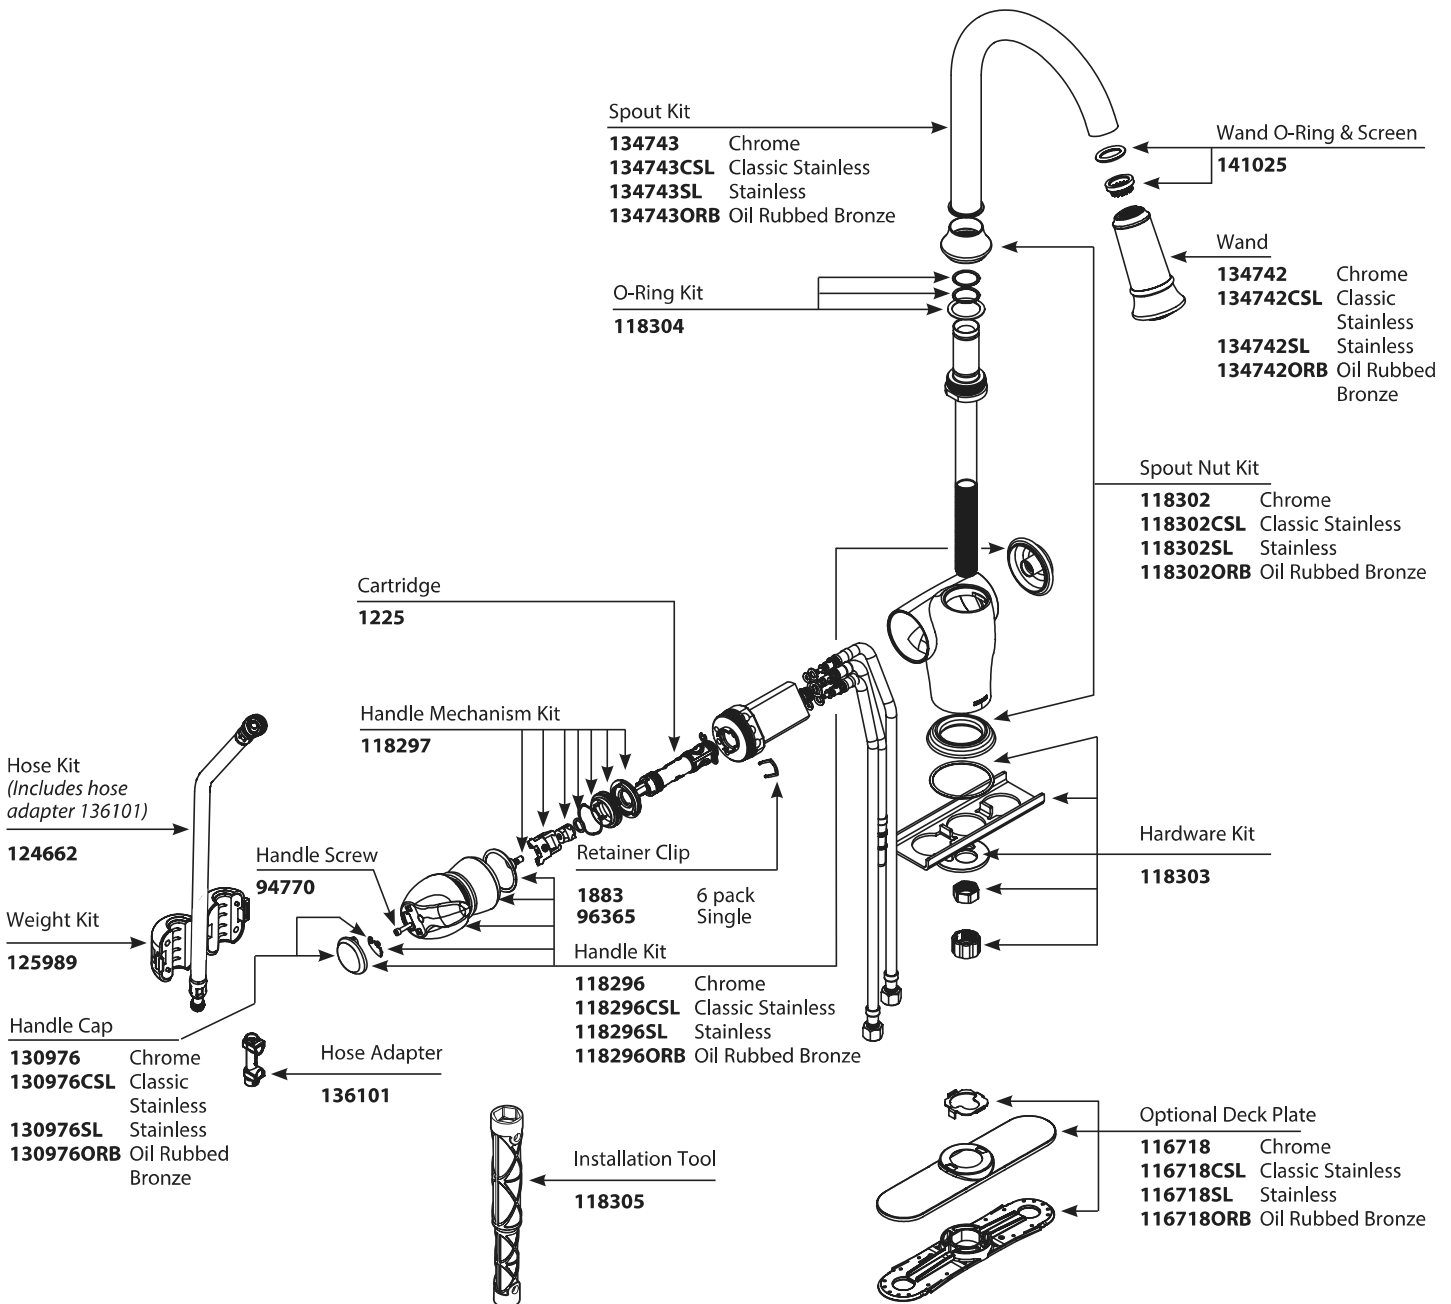 Spout Kit
134743 Chrome
134743CSL Classic Stainless
134743SL Stainless
134743ORB Oil Rubbed Bronze
Wand O-Ring & Screen
141025
Wand
134742 Chrome
134742CSL Classic
Stainless
134742SL Stainless
134742ORB Oil Rubbed
Bronze
O-Ring Kit
118304
Spout Nut Kit
118302 Chrome
118302CSL Classic Stainless
118302SL Stainless
118302ORB Oil Rubbed Bronze
Cartridge
1225
Handle Mechanism Kit
118297
Hose Kit
(Includes hose
adapter 136101)
124662
Handle Screw
94770
Retainer Clip
1883 6 pack
96365 Single
Hardware Kit
118303
Weight Kit
125989
Handle Kit
118296 Chrome
118296CSL Classic Stainless
118296SL Stainless
118296ORB Oil Rubbed Bronze
Handle Cap
130976 Chrome
130976CSL Classic
Stainless
130976SL Stainless
130976ORB Oil Rubbed
Bronze
Hose Adapter
136101
Installation Tool
118305
Optional Deck Plate
116718 Chrome
116718CSL Classic Stainless
116718SL Stainless
116718ORB Oil Rubbed Bronze